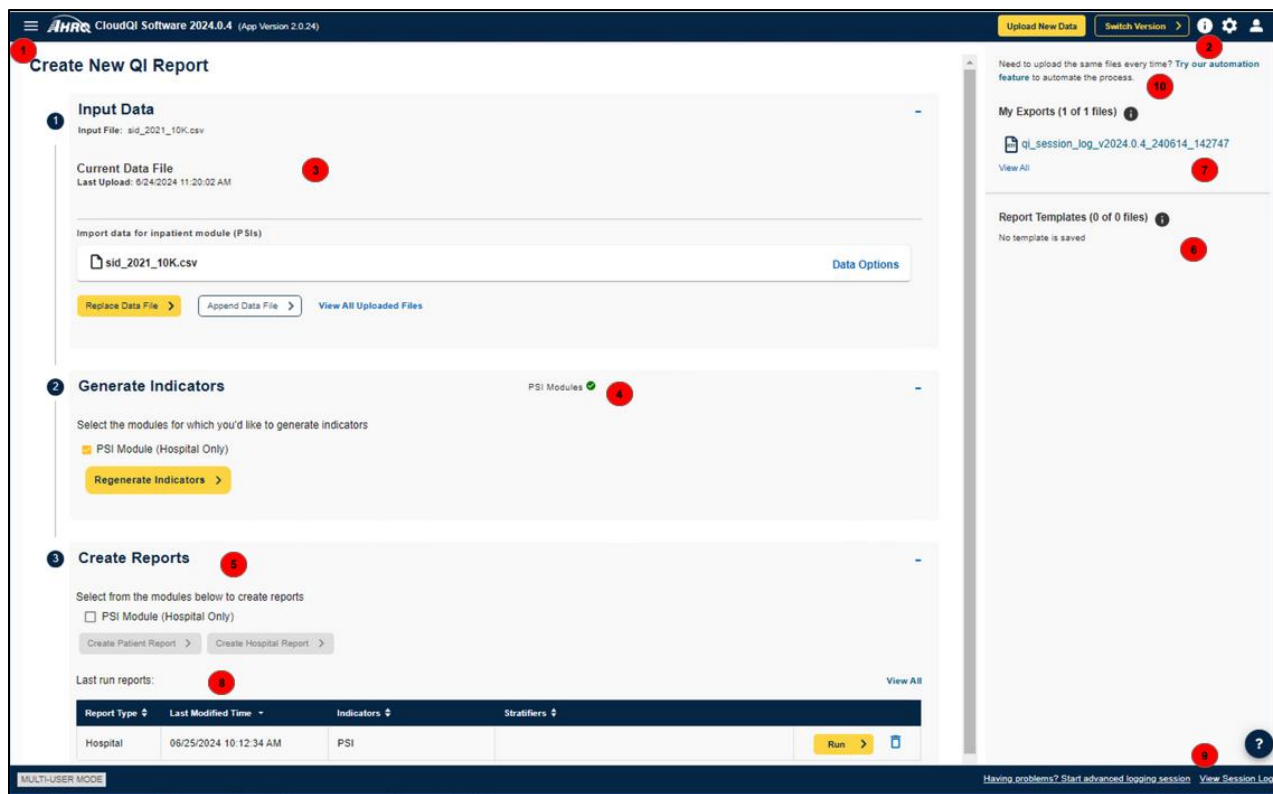 AHRQ CloudQI Software 2024.0.4 (App Version 2.0.24)
Upload New Data
Switch Version
1
2
Create New QI Report
Need to upload the same files every time? Try our automation
feature to automate the process.
10
1
Input Data
Input File: sid_2021_10K.csv
My Exports (1 of 1 files)
qi_session_log_v2024.0.4_240614_142747
View All
7
Current Data File
Last Upload: 6/24/2024 11:20:02 AM
3
Report Templates (0 of 0 files)
No template is saved
6
Import data for inpatient module (PSIs)
sid_2021_10K.csv
Data Options
Replace Data File
Append Data File
View All Uploaded Files
2
Generate Indicators
PSI Modules
4
Select the modules for which you'd like to generate indicators
PSI Module (Hospital Only)
Regenerate Indicators
3
Create Reports
5
Select from the modules below to create reports
PSI Module (Hospital Only)
Create Patient Report
Create Hospital Report
Last run reports:
8
View All
Report Type
Last Modified Time
Indicators
Stratifiers
Hospital
06/25/2024 10:12:34 AM
PSI
Run
?
9
MULTI-USER MODE
Having problems? Start advanced logging session
View Session Log